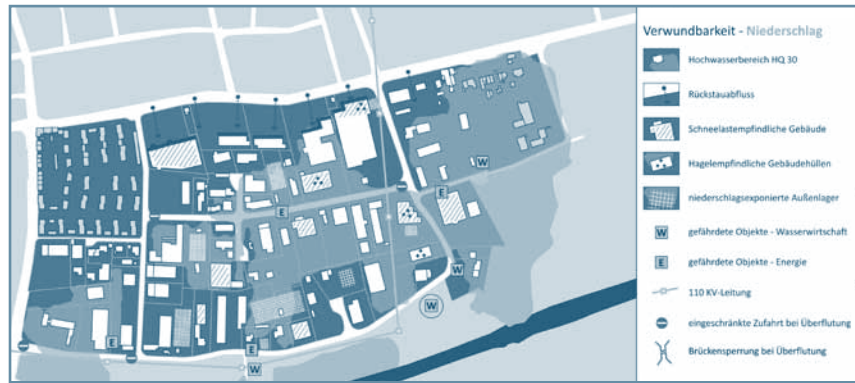 Verwundbarkeit - Niederschlag
Hochwasserbereich HQ 30
Rückstauabfluss
Schneelastempfindliche Gebäude
Hagelempfindliche Gebäudehüllen
niederschlagsexponierte Außenlager
W gefährdete Objekte - Wasserwirtschaft
E gefährdete Objekte - Energie
110 KV-Leitung
eingeschränkte Zufahrt bei Überflutung
Brückensperrung bei Überflutung
W
E
E
W
W
E
E
W